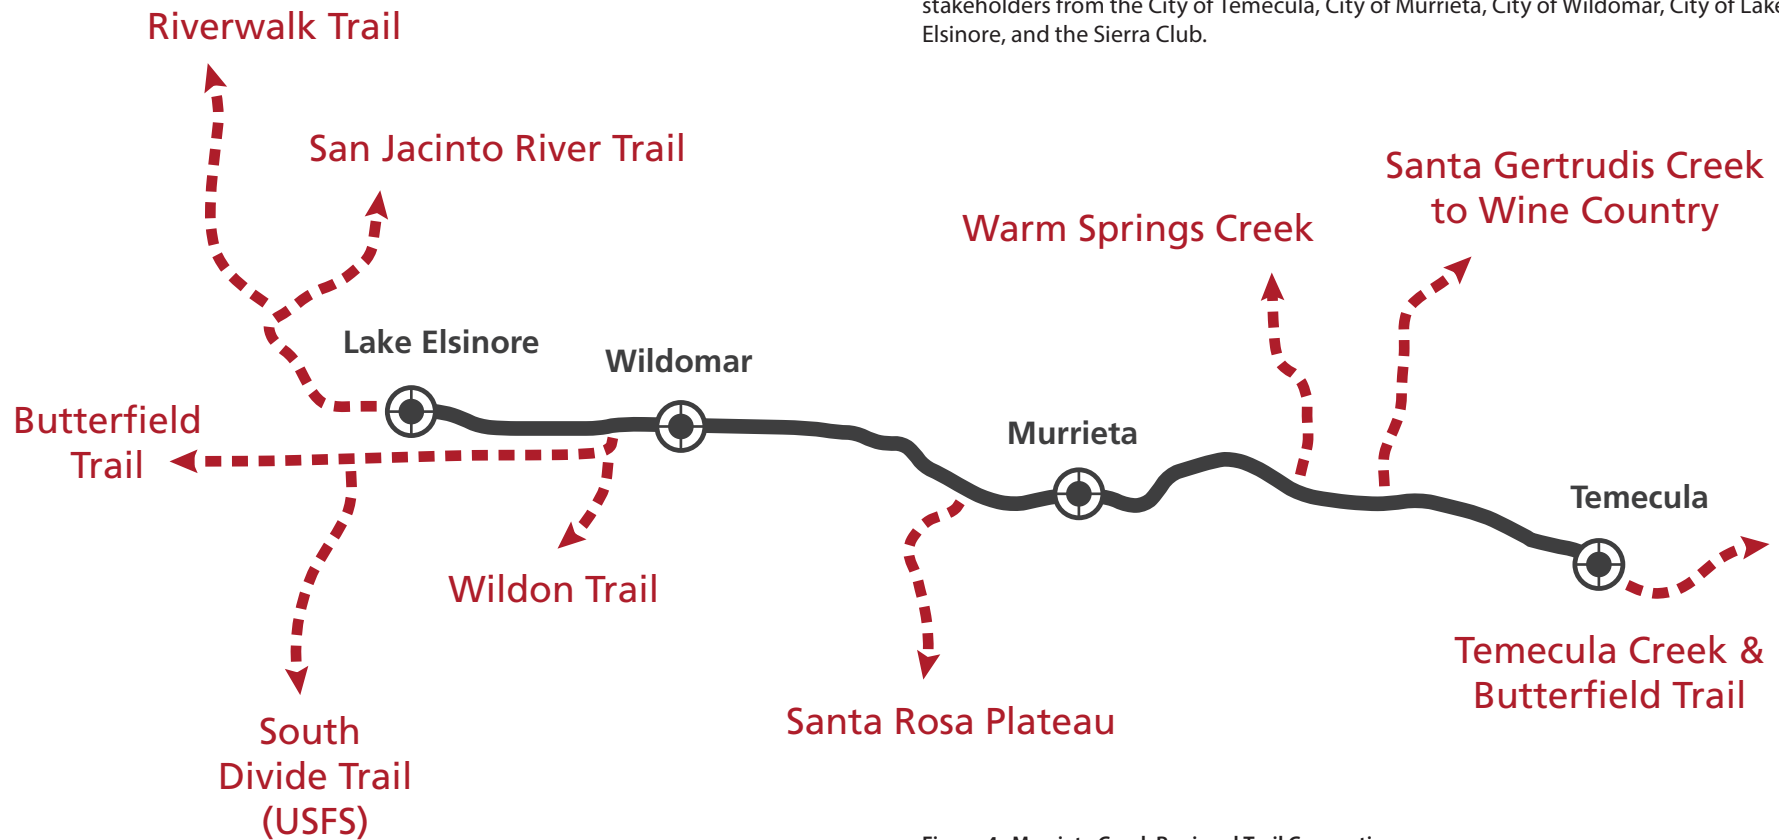 stakeholders from the City of Temecula, City of Murrieta, City of Wildomar, City of Lake
Elsinore, and the Sierra Club.
Riverwalk Trail
San Jacinto River Trail
Santa Gertrudis Creek
to Wine Country
Warm Springs Creek
Lake Elsinore
Wildomar
Butterfield
Trail
Murrieta
Temecula
Wildon Trail
Temecula Creek &
Butterfield Trail
Santa Rosa Plateau
South
Divide Trail
(USFS)